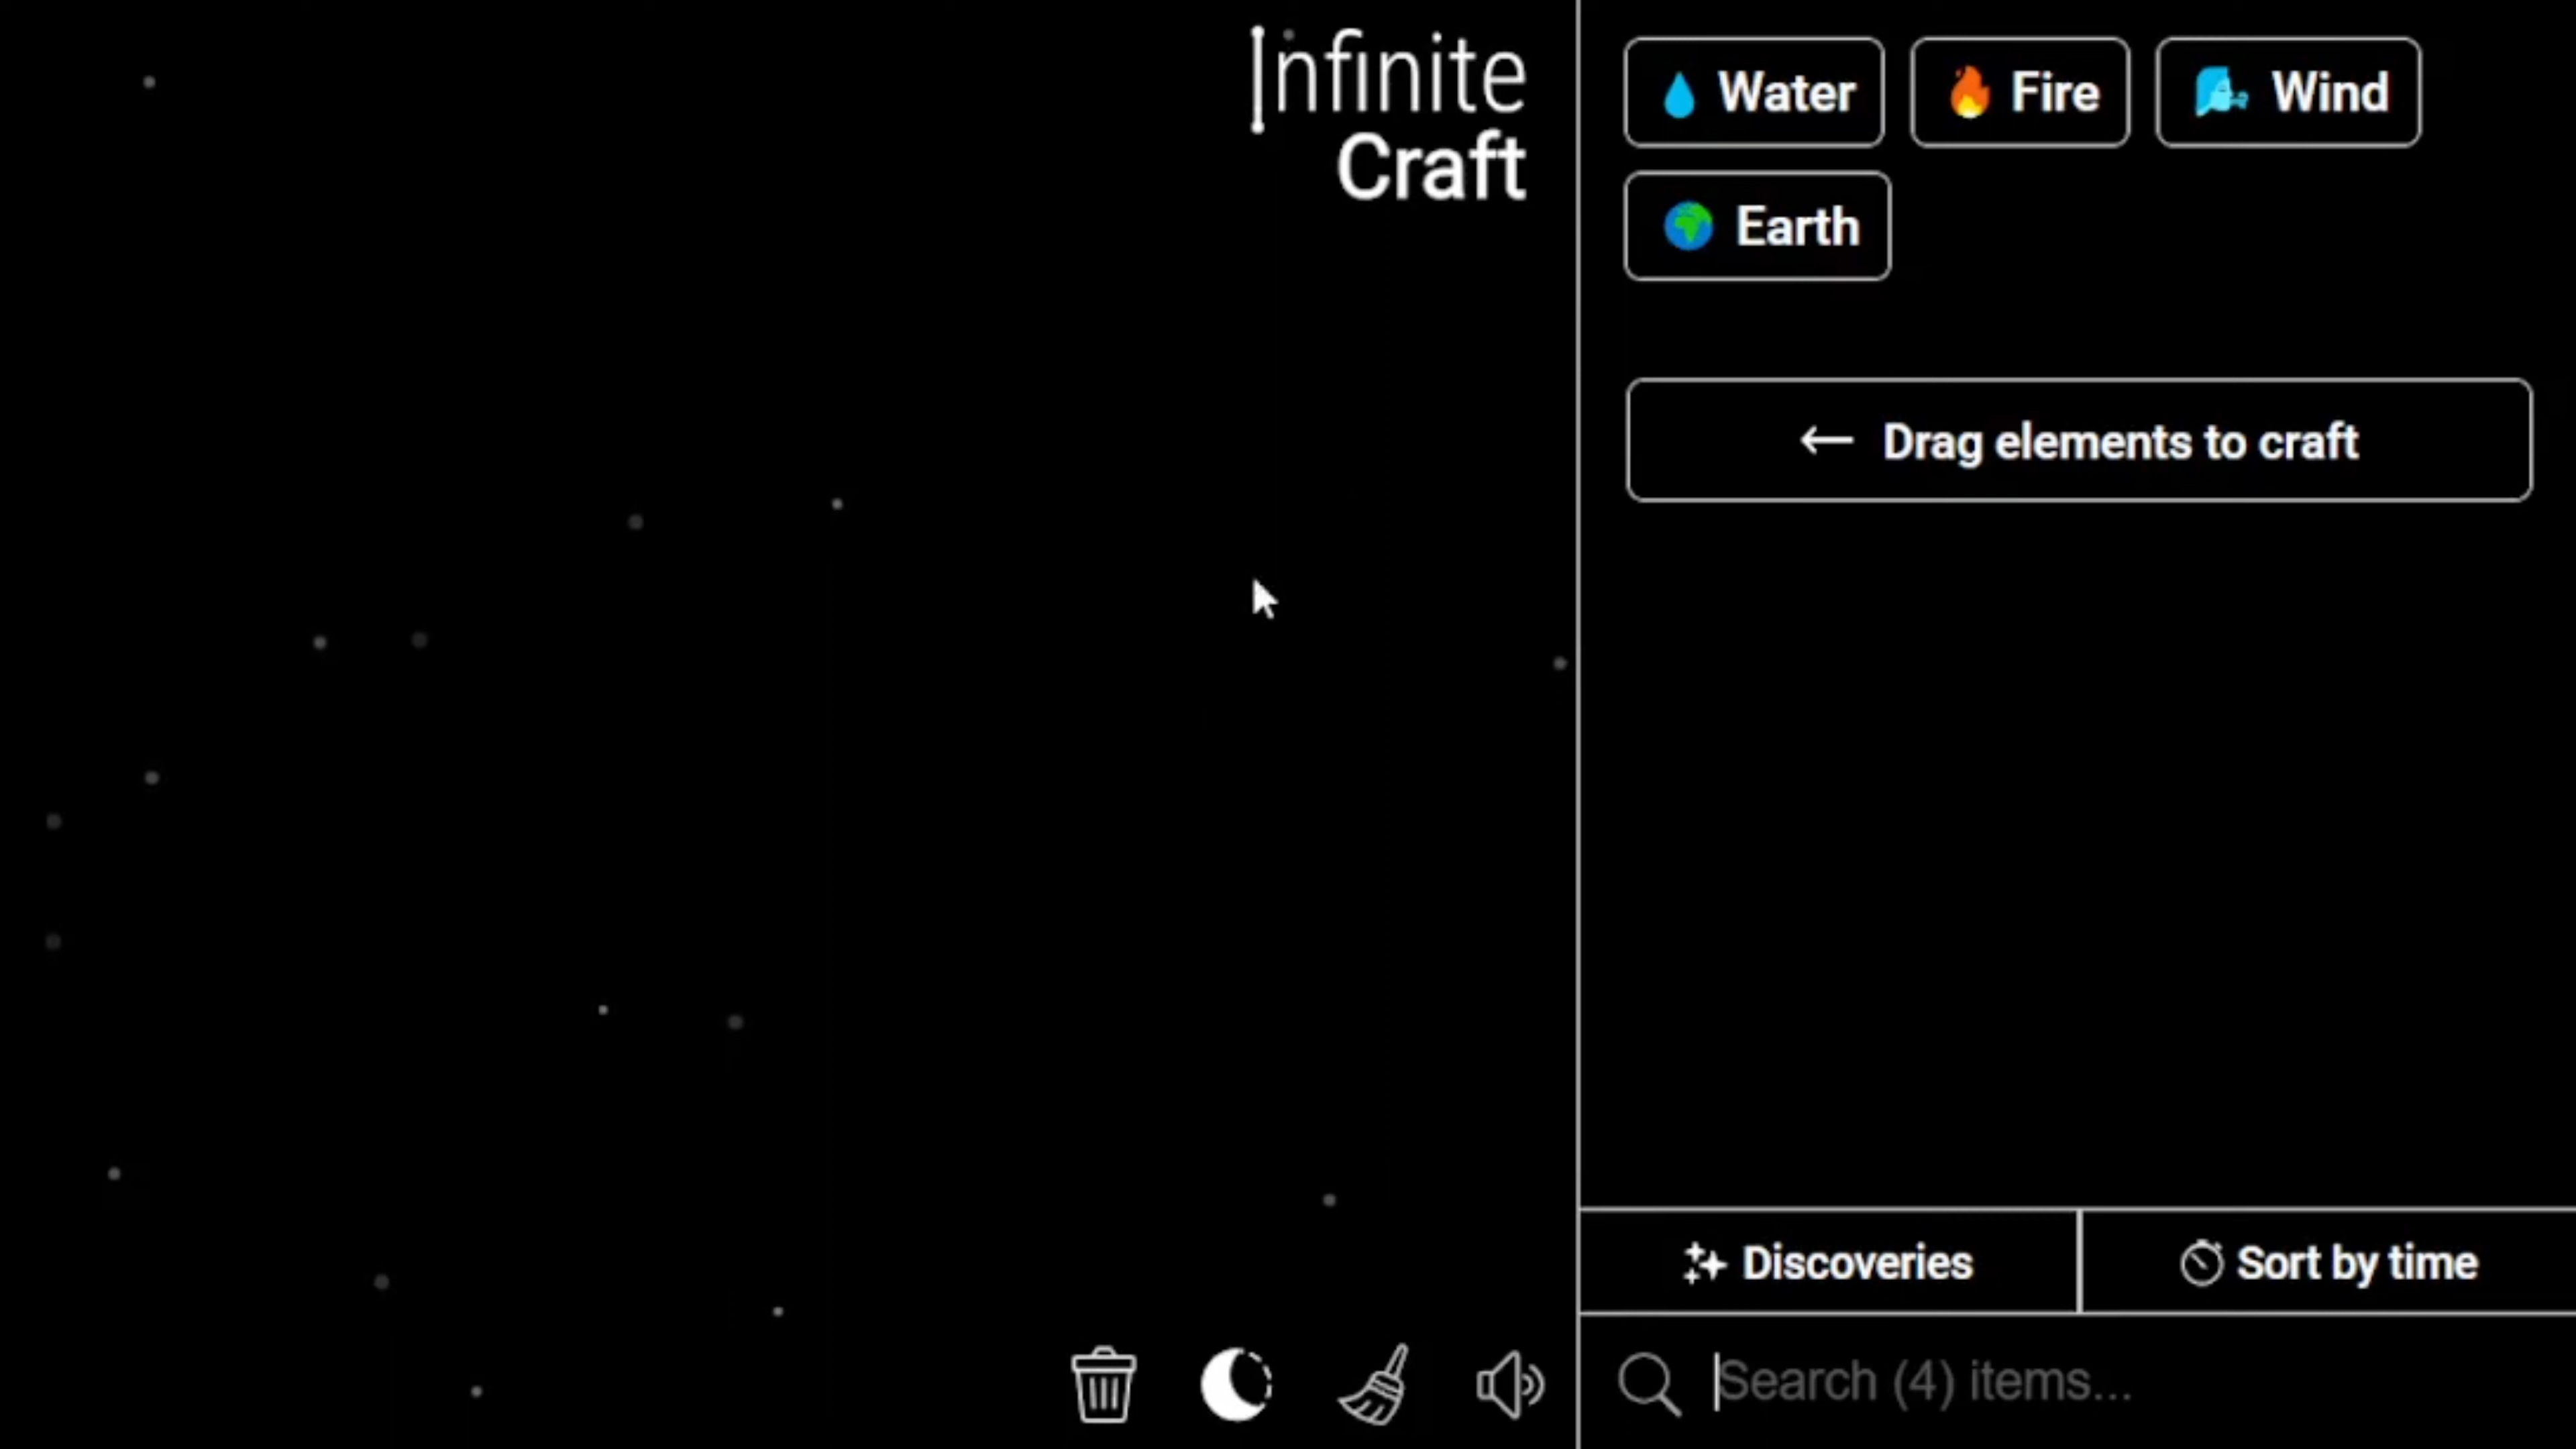 Infinite
Craft
Water
Fire
Wind
Earth
← Drag elements to craft
Discoveries
Sort by time
Search (4) items...